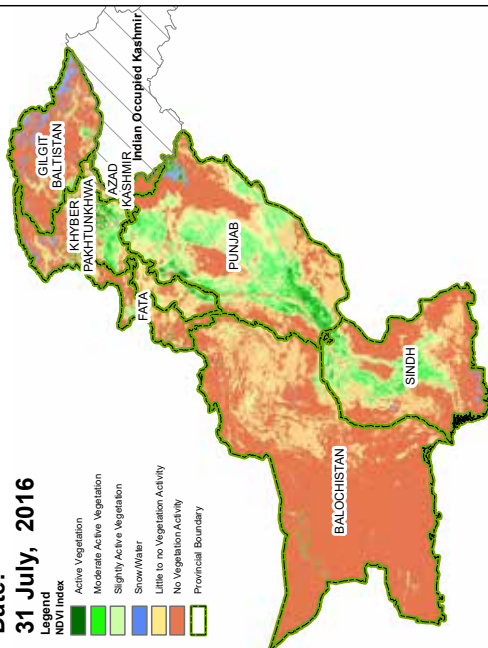 Date:
31 July, 2016
Legend
NDVI Index
Active Vegetation
Moderate Active Vegetation
Slightly Active Vegetation
Snow/Water
Little to no Vegetation Activity
No Vegetation Activity
Provincial Boundary
GILGIT
BALTISTAN
KHYBER
PAKHTUNKHWA
AZAD
KASHMIR
Indian Occupied Kashmir
FATA
PUNJAB
SINDH
BALOCHISTAN